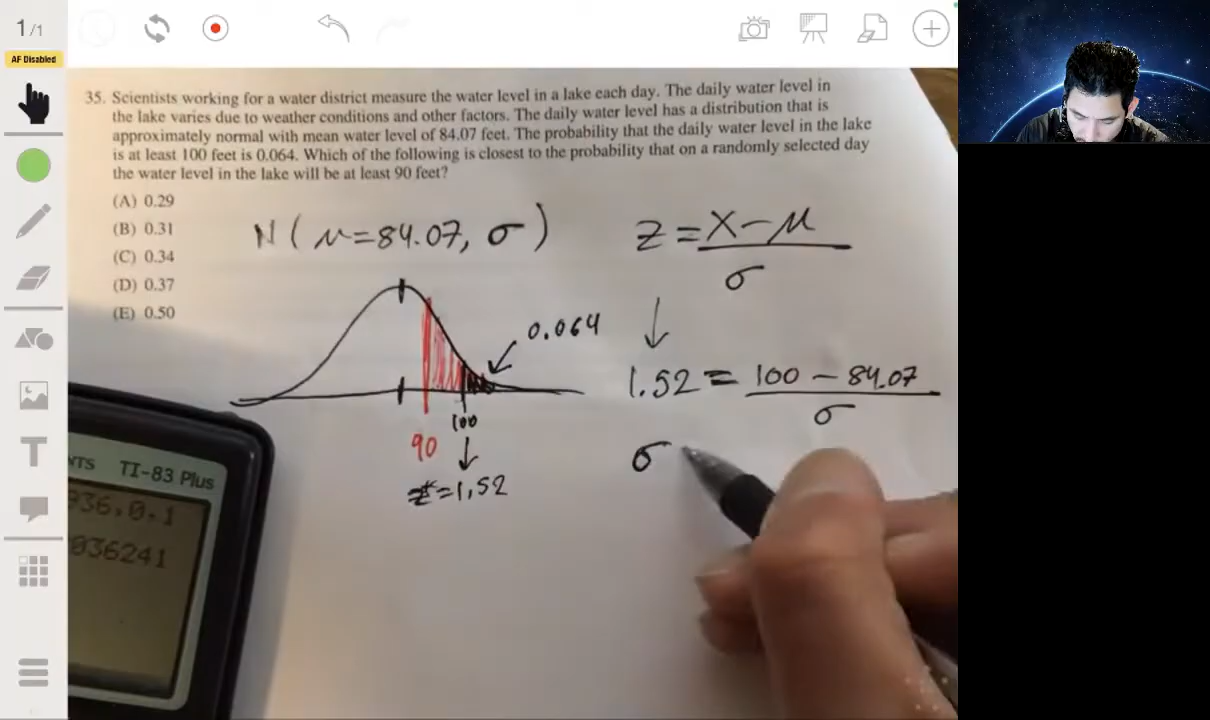 1/1
AF Disabled
35. Scientists working for a water district measure the water level in a lake each day. The daily water level in
the lake varies due to weather conditions and other factors. The daily water level has a distribution that is
approximately normal with mean water level of 84.07 feet. The probability that the daily water level in the lake
is at least 100 feet is 0.064. Which of the following is closest to the probability that on a randomly selected day
the water level in the lake will be at least 90 feet?
(A) 0.29
(B) 0.31
(C) 0.34
(D) 0.37
(E) 0.50
N ( μ=84.07, σ )
z = x - μ
σ
0.064
1.52 = 100 - 84.07
σ
100
90
σ
z*=1.52
NTS TI-83 Plus
936,0.1
036241
T